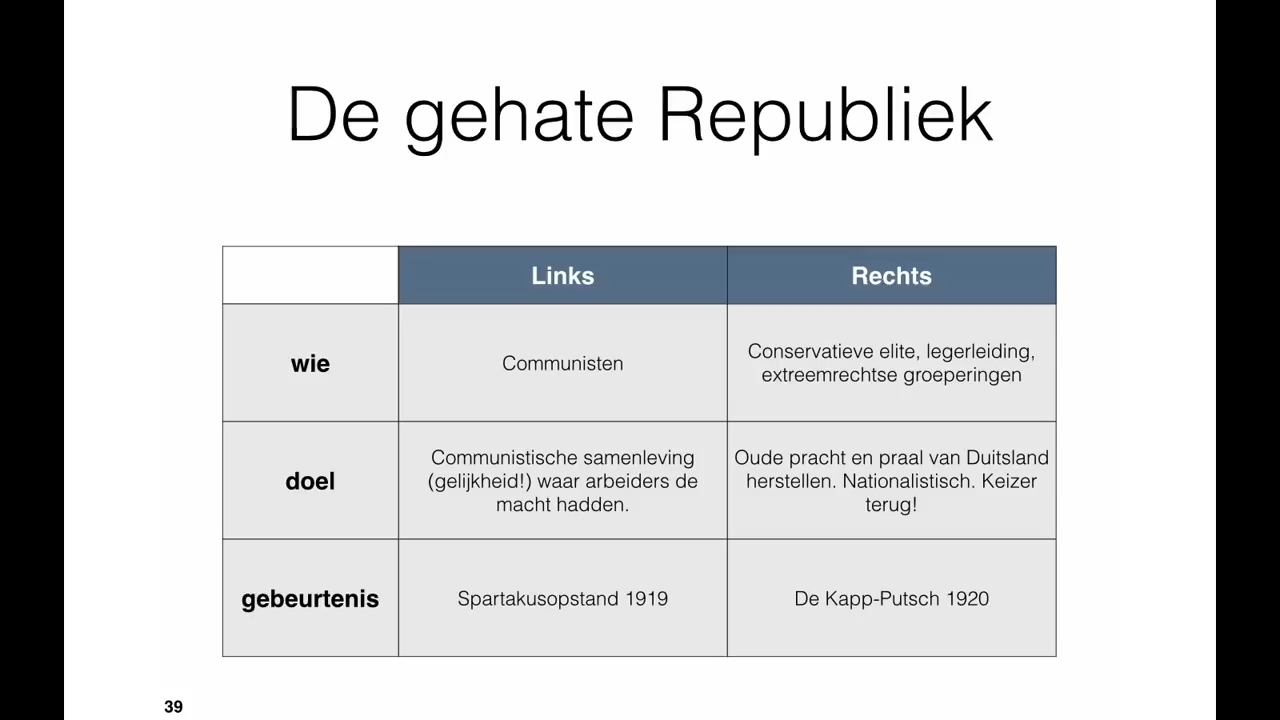 De gehate Republiek
Links
Rechts
wie
Communisten
Conservatieve elite, legerleiding,
extreemrechtse groeperingen
doel
Communistische samenleving
(gelijkheid!) waar arbeiders de
macht hadden.
Oude pracht en praal van Duitsland
herstellen. Nationalistisch. Keizer
terug!
gebeurtenis
Spartakusopstand 1919
De Kapp-Putsch 1920
39